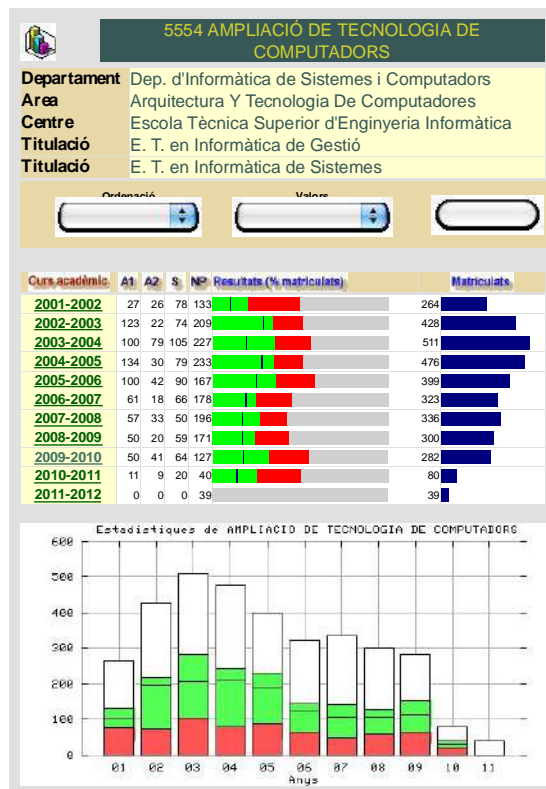 5554 AMPLIACIÓ DE TECNOLOGIA DE
COMPUTADORS
Departament Dep. d'Informàtica de Sistemes i Computadors
Area Arquitectura Y Tecnologia De Computadores
Centre Escola Tècnica Superior d'Enginyeria Informàtica
Titulació E. T. en Informàtica de Gestió
Titulació E. T. en Informàtica de Sistemes
Ordenació Valors
Curs acadèmic A1 A2 S NP Resultats (% matriculats) Matriculats
2001-2002 27 26 78 133 264
2002-2003 123 22 74 209 428
2003-2004 100 79 105 227 511
2004-2005 134 30 79 233 476
2005-2006 100 42 90 167 399
2006-2007 61 18 66 178 323
2007-2008 57 33 50 196 336
2008-2009 50 20 59 171 300
2009-2010 50 41 64 127 282
2010-2011 11 9 20 40 80
2011-2012 0 0 0 39 39
Estadistiques de AMPLIACIO DE TECNOLOGIA DE COMPUTADORS
600
500
400
300
200
100
0
01 02 03 04 05 06 07 08 09 10 11
Anys